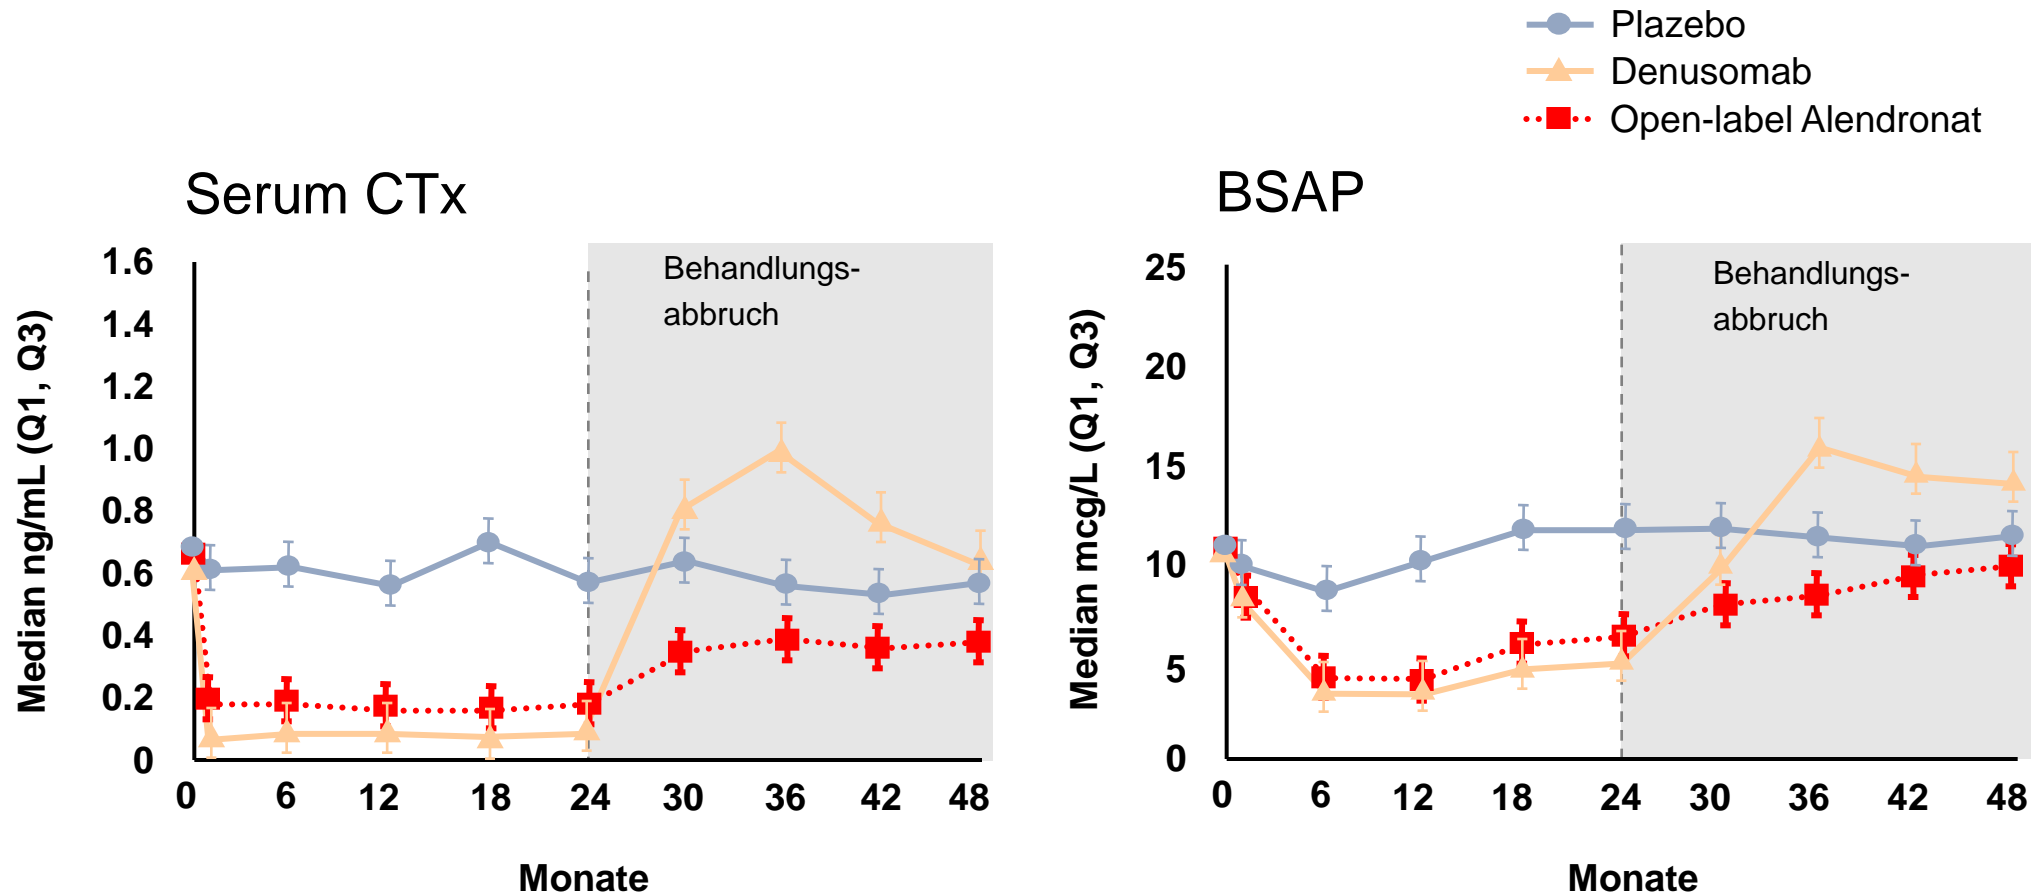 Plazebo
Denusomab
Open-label Alendronat
Serum CTx
Median ng/mL (Q1, Q3)
1.6
1.4
1.2
1.0
0.8
0.6
0.4
0.2
0
Behandlungs-
abbruch
0 6 12 18 24 30 36 42 48
Monate
BSAP
Median mcg/L (Q1, Q3)
25
20
15
10
5
0
Behandlungs-
abbruch
0 6 12 18 24 30 36 42 48
Monate